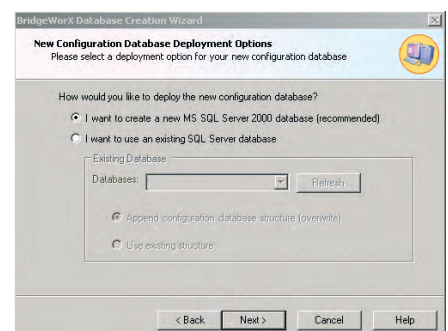 BridgeWorX Database Creation Wizard
New Configuration Database Deployment Options
Please select a deployment option for your new configuration database
How would you like to deploy the new configuration database?
I want to create a new MS SQL Server 2000 database (recommended)
I want to use an existing SQL Server database
Existing Database
Databases:
Refresh
Append configuration database structure (overwrite)
Use existing structure
< Back
Next >
Cancel
Help